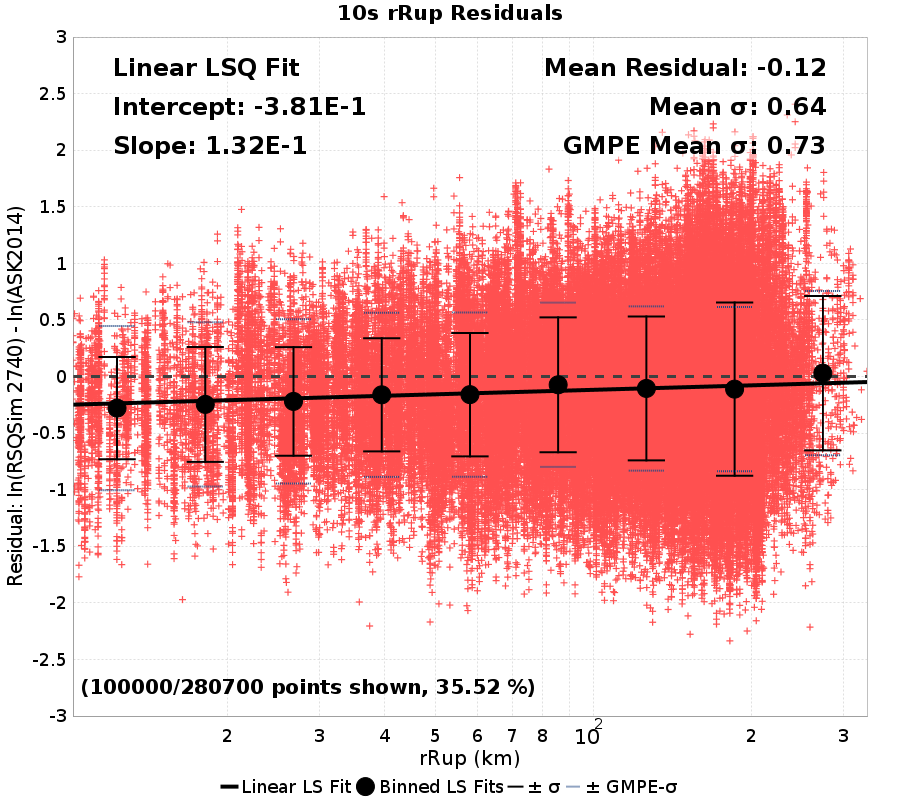 10s rRup Residuals
Linear LSQ Fit
Intercept: -3.81E-1
Slope: 1.32E-1
Mean Residual: -0.12
Mean σ: 0.64
GMPE Mean σ: 0.73
Residual: ln(RSQSim 2740) - ln(ASK2014)
3
2.5
2
1.5
1
0.5
0
-0.5
-1
-1.5
-2
-2.5
-3
(100000/280700 points shown, 35.52 %)
2 3 4 5 6 7 8 10² 2 3
rRup (km)
Linear LS Fit Binned LS Fits ± σ ± GMPE-σ